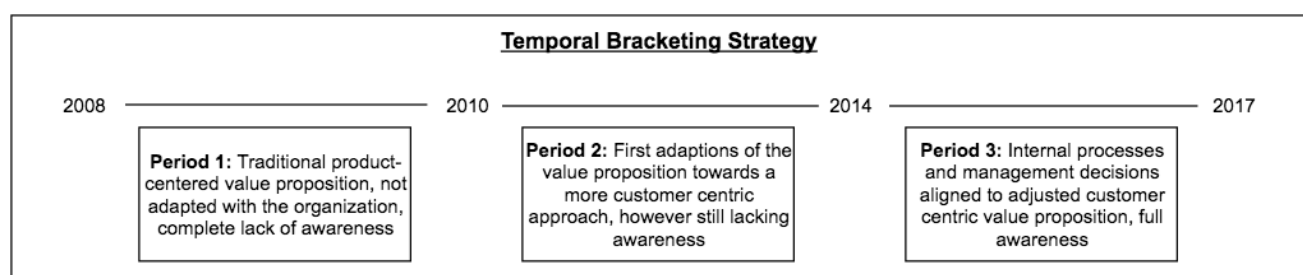 Temporal Bracketing Strategy
2008 2010 2014 2017
Period 1: Traditional product-
centered value proposition, not
adapted with the organization,
complete lack of awareness
Period 2: First adaptions of the
value proposition towards a
more customer centric
approach, however still lacking
awareness
Period 3: Internal processes
and management decisions
aligned to adjusted customer
centric value proposition, full
awareness